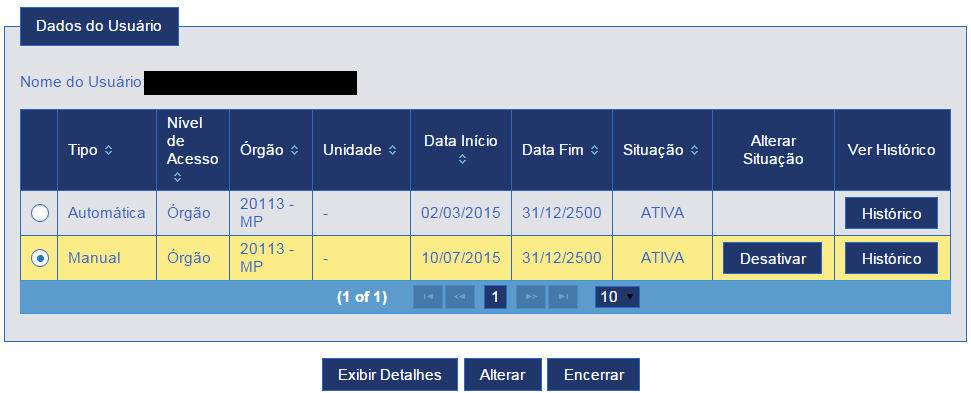 Dados do Usuário
Nome do Usuário:
Tipo
Nível
de
Acesso
Órgão
Unidade
Data Início
Data Fim
Situação
Alterar
Situação
Ver Histórico
Automática
Órgão
20113 -
MP
-
02/03/2015
31/12/2500
ATIVA
Histórico
Manual
Órgão
20113 -
MP
-
10/07/2015
31/12/2500
ATIVA
Desativar
Histórico
(1 of 1)
1
10
Exibir Detalhes
Alterar
Encerrar